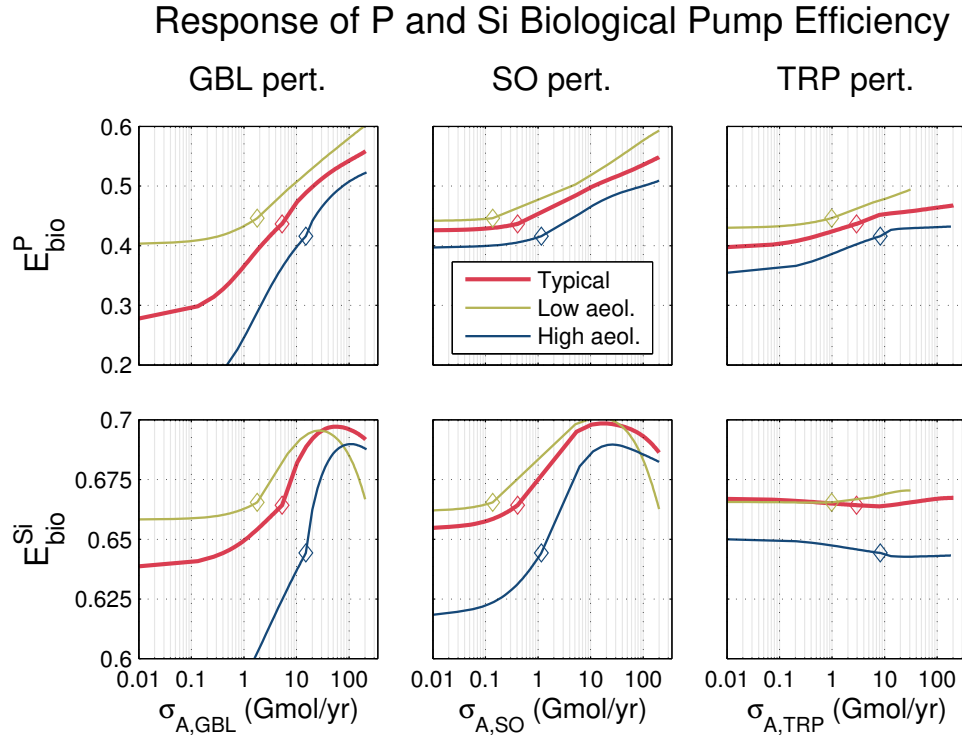 Response of P and Si Biological Pump Efficiency
GBL pert.
SO pert.
TRP pert.
E^P_bio
0.6
0.5
0.4
0.3
0.2
Typical
Low aeol.
High aeol.
E^Si_bio
0.7
0.675
0.65
0.625
0.6
0.01 0.1 1 10 100
0.01 0.1 1 10 100
0.01 0.1 1 10 100
σ_A,GBL (Gmol/yr)
σ_A,SO (Gmol/yr)
σ_A,TRP (Gmol/yr)